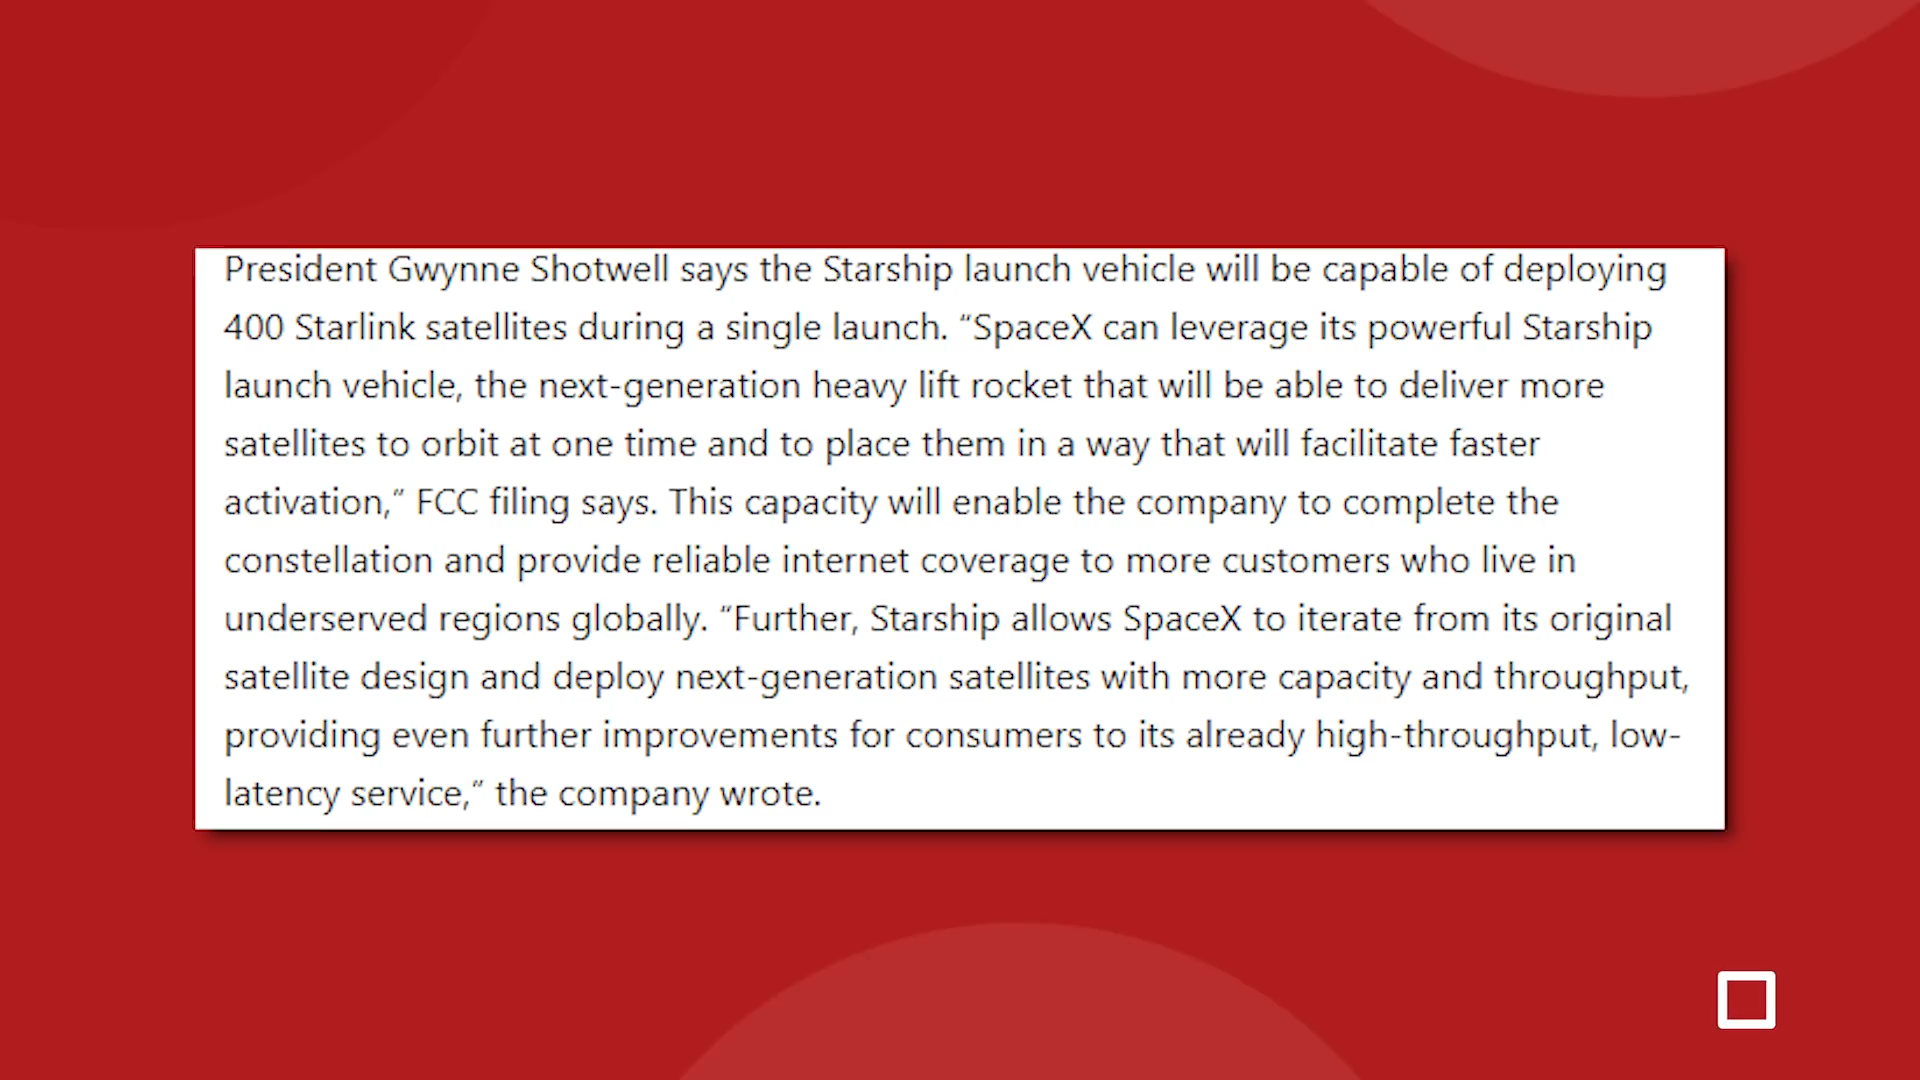 President Gwynne Shotwell says the Starship launch vehicle will be capable of deploying
400 Starlink satellites during a single launch. “SpaceX can leverage its powerful Starship
launch vehicle, the next-generation heavy lift rocket that will be able to deliver more
satellites to orbit at one time and to place them in a way that will facilitate faster
activation,” FCC filing says. This capacity will enable the company to complete the
constellation and provide reliable internet coverage to more customers who live in
underserved regions globally. “Further, Starship allows SpaceX to iterate from its original
satellite design and deploy next-generation satellites with more capacity and throughput,
providing even further improvements for consumers to its already high-throughput, low-
latency service,” the company wrote.